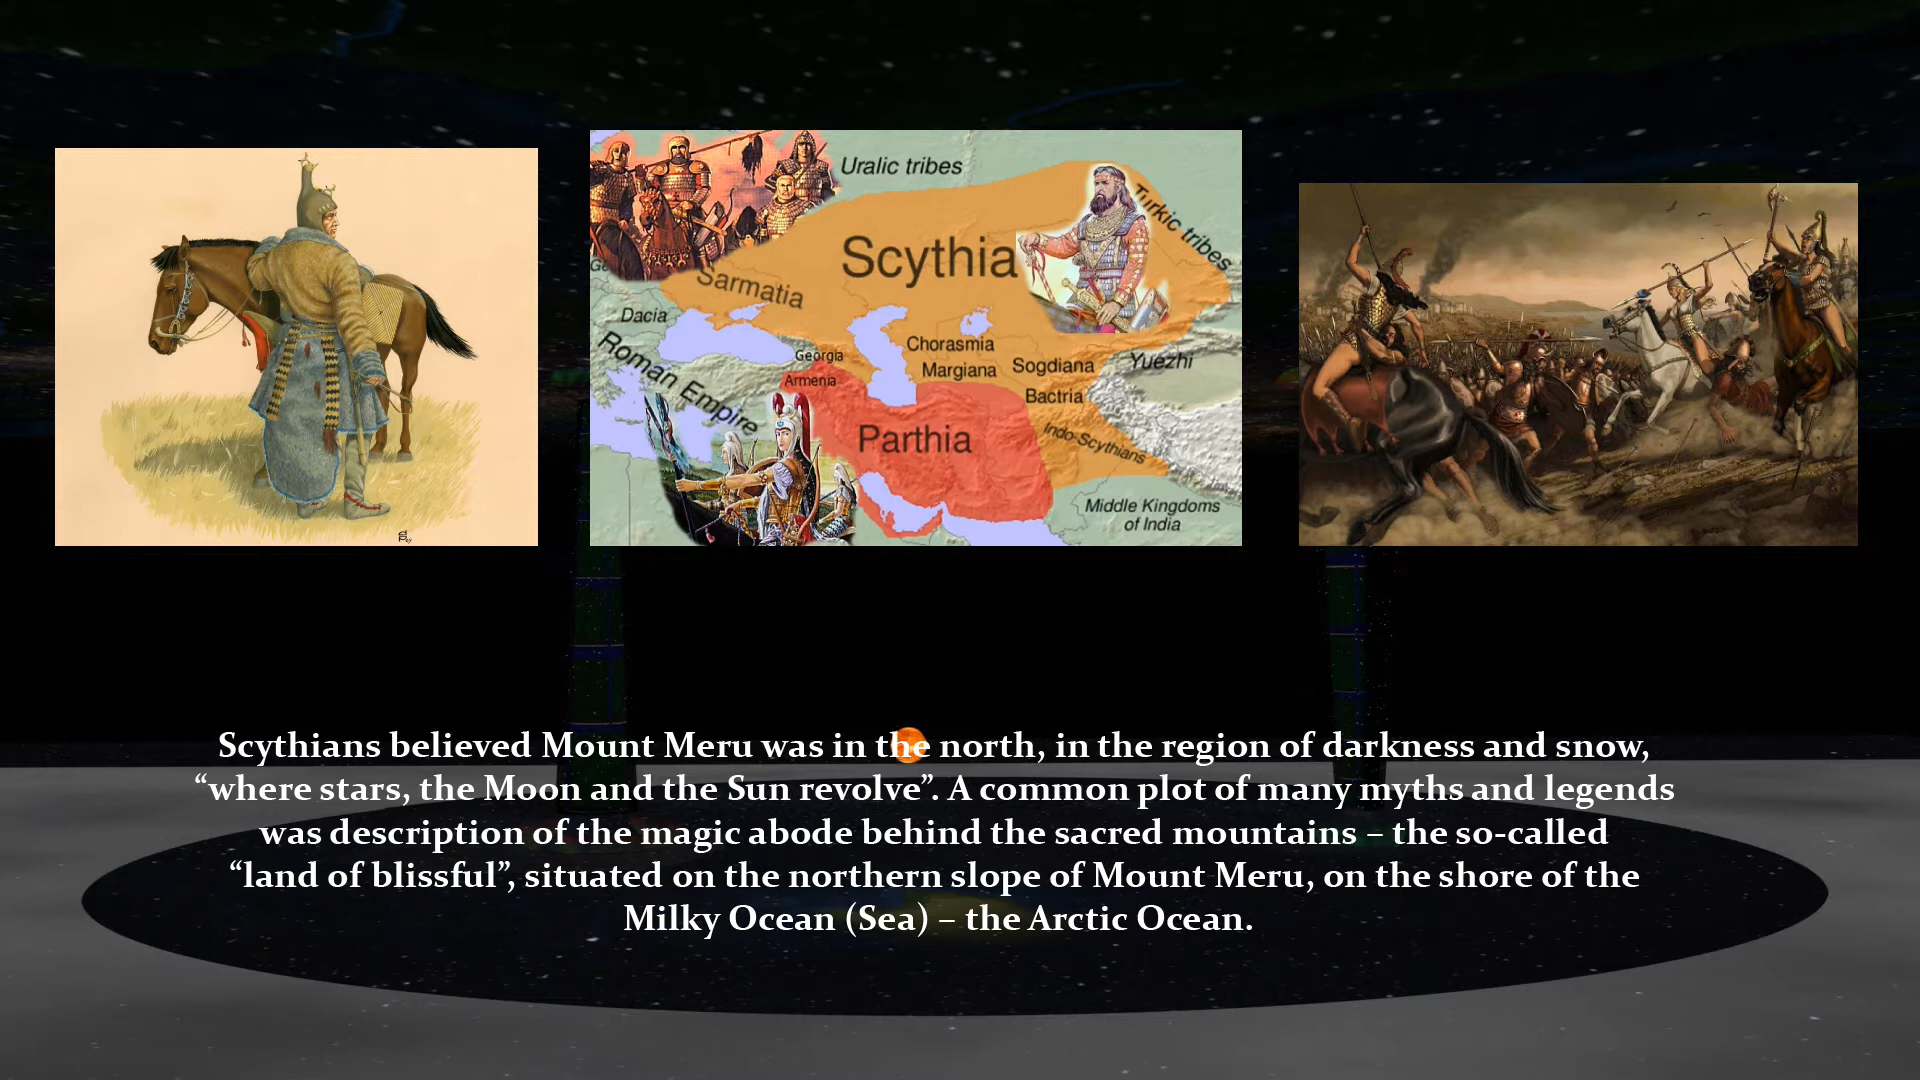 Uralic tribes
Turkic tribes
Scythia
Sarmatia
Dacia
Roman Empire
Georgia
Armenia
Chorasmia
Margiana
Sogdiana
Yuezhi
Bactria
Parthia
Indo-Scythians
Middle Kingdoms
of India
Scythians believed Mount Meru was in the north, in the region of darkness and snow,
“where stars, the Moon and the Sun revolve”. A common plot of many myths and legends
was description of the magic abode behind the sacred mountains – the so-called
“land of blissful”, situated on the northern slope of Mount Meru, on the shore of the
Milky Ocean (Sea) – the Arctic Ocean.